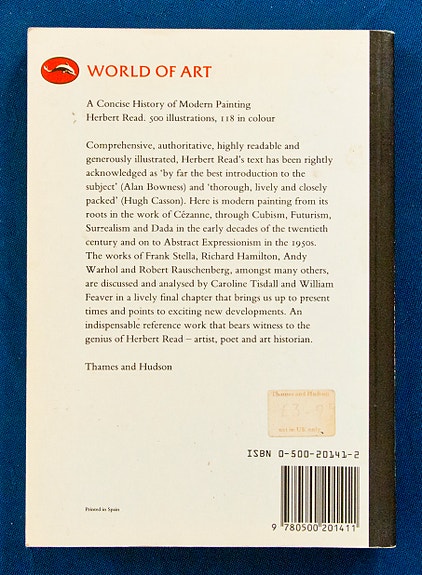 WORLD OF ART
A Concise History of Modern Painting
Herbert Read. 500 illustrations, 118 in colour
Comprehensive, authoritative, highly readable and
generously illustrated, Herbert Read's text has been rightly
acknowledged as ‘by far the best introduction to the
subject’ (Alan Bowness) and ‘thorough, lively and closely
packed’ (Hugh Casson). Here is modern painting from its
roots in the work of Cézanne, through Cubism, Futurism,
Surrealism and Dada in the early decades of the twentieth
century and on to Abstract Expressionism in the 1950s.
The works of Frank Stella, Richard Hamilton, Andy
Warhol and Robert Rauschenberg, amongst many others,
are discussed and analysed by Caroline Tisdall and William
Feaver in a lively final chapter that brings us up to present
times and points to exciting new developments. An
indispensable reference work that bears witness to the
genius of Herbert Read – artist, poet and art historian.
Thames and Hudson
Thames and Hudson
in UK only
ISBN 0-500-20141-2
9 780500 201411
Printed in Spain